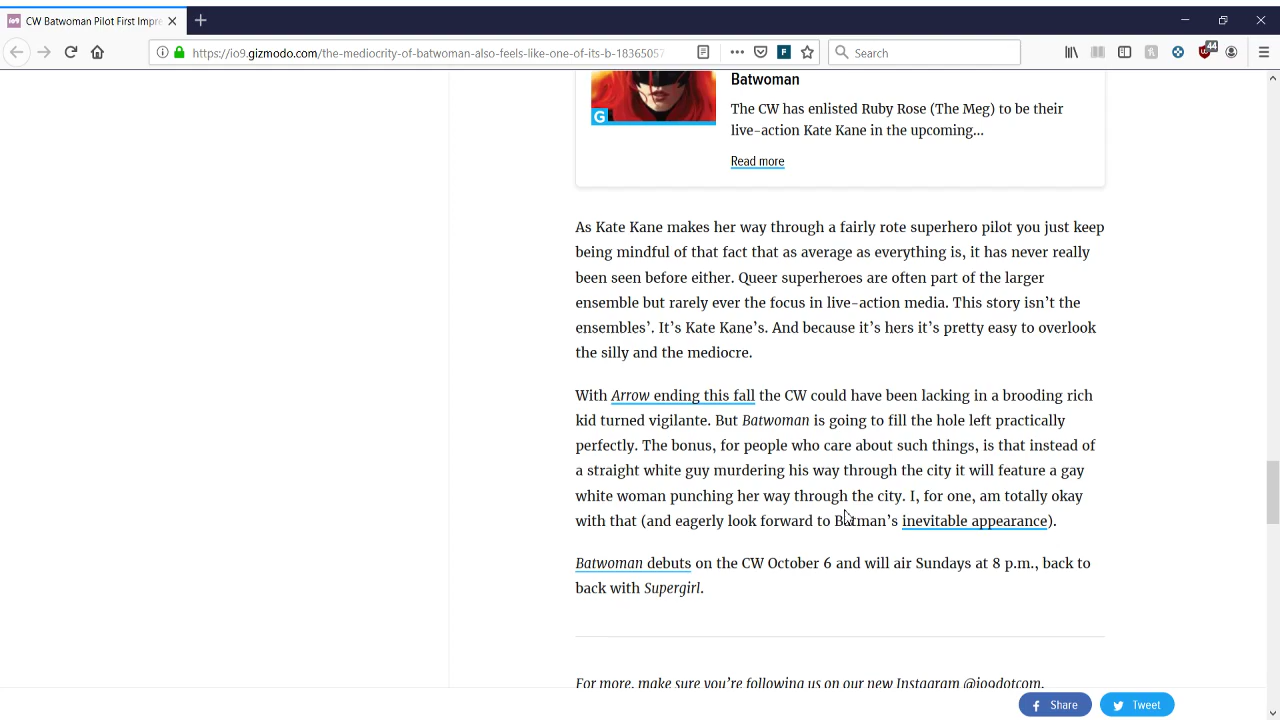 CW Batwoman Pilot First Impre
https://io9.gizmodo.com/the-mediocrity-of-batwoman-also-feels-like-one-of-its-b-18365057
Search
44
Batwoman
The CW has enlisted Ruby Rose (The Meg) to be their
live-action Kate Kane in the upcoming...
G
Read more
As Kate Kane makes her way through a fairly rote superhero pilot you just keep
being mindful of that fact that as average as everything is, it has never really
been seen before either. Queer superheroes are often part of the larger
ensemble but rarely ever the focus in live-action media. This story isn’t the
ensembles’. It’s Kate Kane’s. And because it’s hers it’s pretty easy to overlook
the silly and the mediocre.
With Arrow ending this fall the CW could have been lacking in a brooding rich
kid turned vigilante. But Batwoman is going to fill the hole left practically
perfectly. The bonus, for people who care about such things, is that instead of
a straight white guy murdering his way through the city it will feature a gay
white woman punching her way through the city. I, for one, am totally okay
with that (and eagerly look forward to Batman’s inevitable appearance).
Batwoman debuts on the CW October 6 and will air Sundays at 8 p.m., back to
back with Supergirl.
For more, make sure you’re following us on our new Instagram @io9dotcom.
Share
Tweet